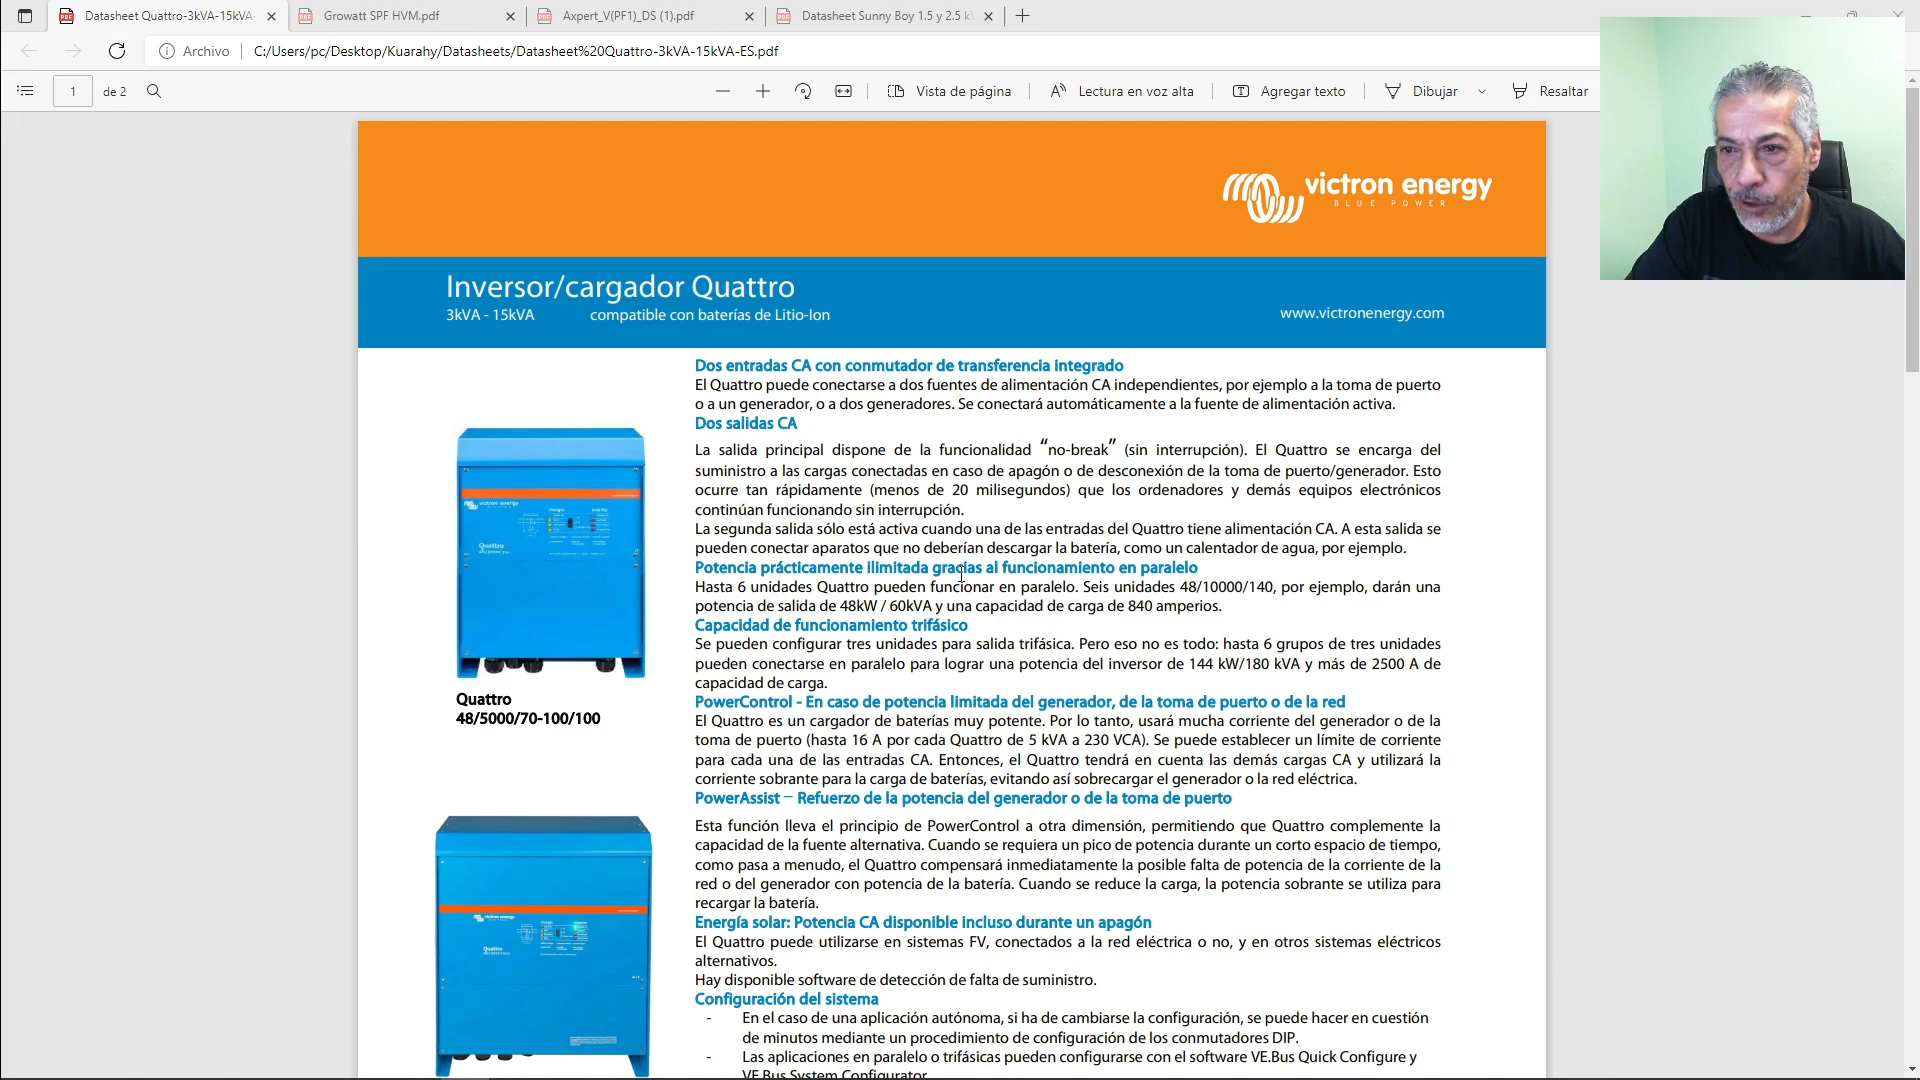 Datasheet Quattro-3kVA-15kVA-
Growatt SPF HVM.pdf
Axpert_V(PF1)_DS (1).pdf
Datasheet Sunny Boy 1.5 y 2.5 k
Archivo
C:/Users/pc/Desktop/Kuarahy/Datasheets/Datasheet%20Quattro-3kVA-15kVA-ES.pdf
1 de 2
Vista de página
Lectura en voz alta
Agregar texto
Dibujar
Resaltar
victron energy
BLUE POWER
Inversor/cargador Quattro
3kVA - 15kVA compatible con baterías de Litio-Ion
www.victronenergy.com
Dos entradas CA con conmutador de transferencia integrado
El Quattro puede conectarse a dos fuentes de alimentación CA independientes, por ejemplo a la toma de puerto
o a un generador, o a dos generadores. Se conectará automáticamente a la fuente de alimentación activa.
Dos salidas CA
La salida principal dispone de la funcionalidad “no-break” (sin interrupción). El Quattro se encarga del
suministro a las cargas conectadas en caso de apagón o de desconexión de la toma de puerto/generador. Esto
ocurre tan rápidamente (menos de 20 milisegundos) que los ordenadores y demás equipos electrónicos
continúan funcionando sin interrupción.
La segunda salida sólo está activa cuando una de las entradas del Quattro tiene alimentación CA. A esta salida se
pueden conectar aparatos que no deberían descargar la batería, como un calentador de agua, por ejemplo.
Potencia prácticamente ilimitada gracias al funcionamiento en paralelo
Hasta 6 unidades Quattro pueden funcionar en paralelo. Seis unidades 48/10000/140, por ejemplo, darán una
potencia de salida de 48kW / 60kVA y una capacidad de carga de 840 amperios.
Capacidad de funcionamiento trifásico
Se pueden configurar tres unidades para salida trifásica. Pero eso no es todo: hasta 6 grupos de tres unidades
pueden conectarse en paralelo para lograr una potencia del inversor de 144 kW/180 kVA y más de 2500 A de
capacidad de carga.
PowerControl - En caso de potencia limitada del generador, de la toma de puerto o de la red
El Quattro es un cargador de baterías muy potente. Por lo tanto, usará mucha corriente del generador o de la
toma de puerto (hasta 16 A por cada Quattro de 5 kVA a 230 VCA). Se puede establecer un límite de corriente
para cada una de las entradas CA. Entonces, el Quattro tendrá en cuenta las demás cargas CA y utilizará la
corriente sobrante para la carga de baterías, evitando así sobrecargar el generador o la red eléctrica.
PowerAssist – Refuerzo de la potencia del generador o de la toma de puerto
Esta función lleva el principio de PowerControl a otra dimensión, permitiendo que Quattro complemente la
capacidad de la fuente alternativa. Cuando se requiera un pico de potencia durante un corto espacio de tiempo,
como pasa a menudo, el Quattro compensará inmediatamente la posible falta de potencia de la corriente de la
red o del generador con potencia de la batería. Cuando se reduce la carga, la potencia sobrante se utiliza para
recargar la batería.
Energía solar: Potencia CA disponible incluso durante un apagón
El Quattro puede utilizarse en sistemas FV, conectados a la red eléctrica o no, y en otros sistemas eléctricos
alternativos.
Hay disponible software de detección de falta de suministro.
Configuración del sistema
- En el caso de una aplicación autónoma, si ha de cambiarse la configuración, se puede hacer en cuestión
de minutos mediante un procedimiento de configuración de los conmutadores DIP.
- Las aplicaciones en paralelo o trifásicas pueden configurarse con el software VE.Bus Quick Configure y
VE.Bus System Configurator.
victron energy
Quattro
Quattro
48/5000/70-100/100
victron energy
Quattro